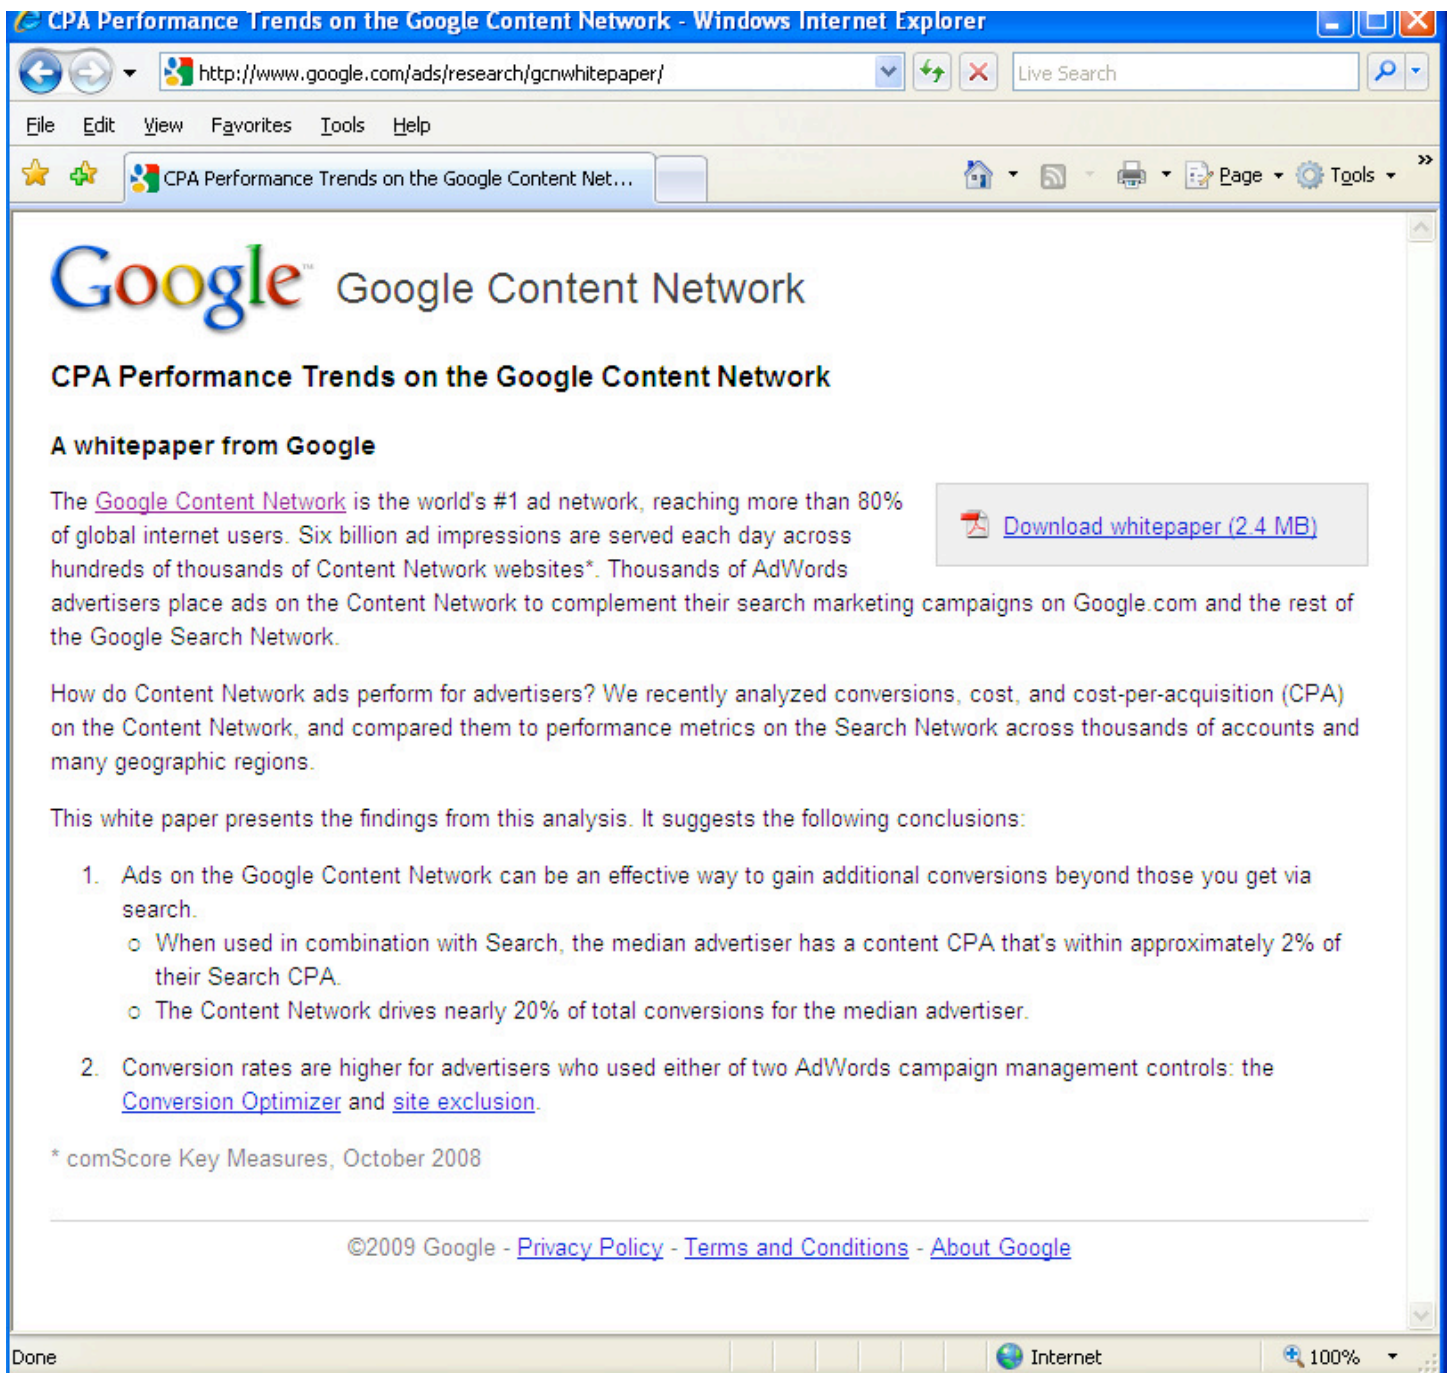 CPA Performance Trends on the Google Content Network - Windows Internet Explorer
http://www.google.com/ads/research/gcnwhitepaper/
Live Search
File Edit View Favorites Tools Help
CPA Performance Trends on the Google Content Net...
Page Tools »
Google™ Google Content Network
CPA Performance Trends on the Google Content Network
A whitepaper from Google
The Google Content Network is the world's #1 ad network, reaching more than 80%
of global internet users. Six billion ad impressions are served each day across
hundreds of thousands of Content Network websites*. Thousands of AdWords
advertisers place ads on the Content Network to complement their search marketing campaigns on Google.com and the rest of
the Google Search Network.
Download whitepaper (2.4 MB)
How do Content Network ads perform for advertisers? We recently analyzed conversions, cost, and cost-per-acquisition (CPA)
on the Content Network, and compared them to performance metrics on the Search Network across thousands of accounts and
many geographic regions.
This white paper presents the findings from this analysis. It suggests the following conclusions:
1. Ads on the Google Content Network can be an effective way to gain additional conversions beyond those you get via
search.
o When used in combination with Search, the median advertiser has a content CPA that's within approximately 2% of
their Search CPA.
o The Content Network drives nearly 20% of total conversions for the median advertiser.
2. Conversion rates are higher for advertisers who used either of two AdWords campaign management controls: the
Conversion Optimizer and site exclusion.
* comScore Key Measures, October 2008
©2009 Google - Privacy Policy - Terms and Conditions - About Google
Done
Internet
100%